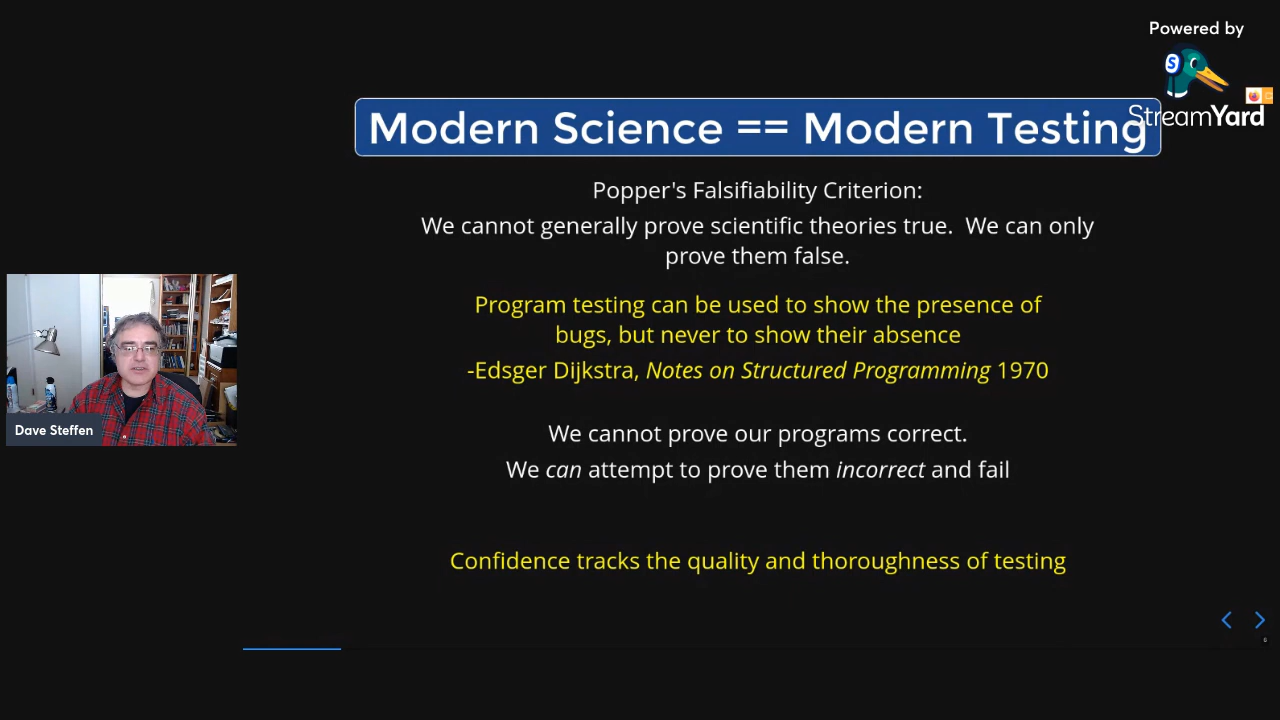 Powered by
S
StreamYard
Modern Science == Modern Testing
Popper's Falsifiability Criterion:
We cannot generally prove scientific theories true.  We can only
prove them false.
Program testing can be used to show the presence of
bugs, but never to show their absence
-Edsger Dijkstra, Notes on Structured Programming 1970
We cannot prove our programs correct.
We can attempt to prove them incorrect and fail
Confidence tracks the quality and thoroughness of testing
Dave Steffen